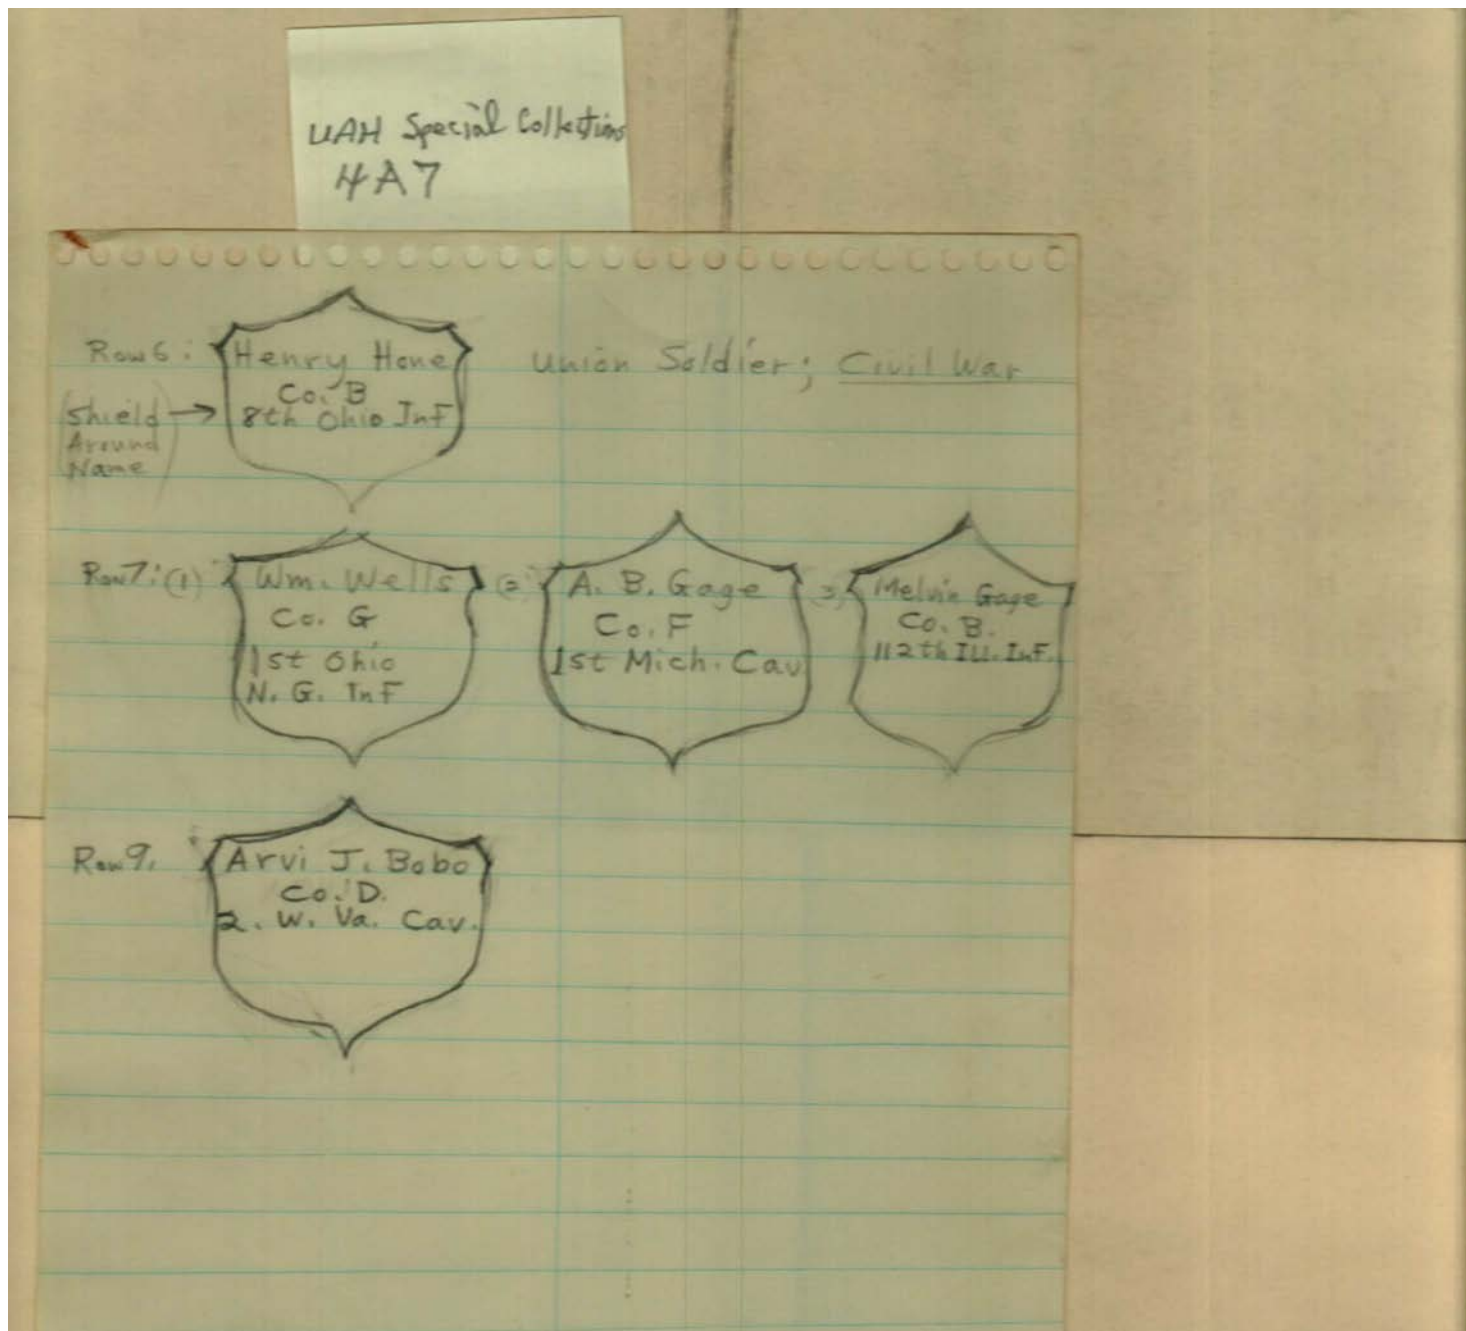 UAH Special Collections
4A7
Row 6: Henry Hone Union Soldier; Civil War
Co. B
(Shield → 8th Ohio InF
Around
Name)
Row 7: (1) Wm. Wells (2) A. B. Gage (3) Melvin Gage
Co. G Co. F Co. B.
1st Ohio 1st Mich. Cav 112th Ill. InF.
N. G. InF
Row 9. Arvi J. Bobo
Co. D.
2. W. Va. Cav.